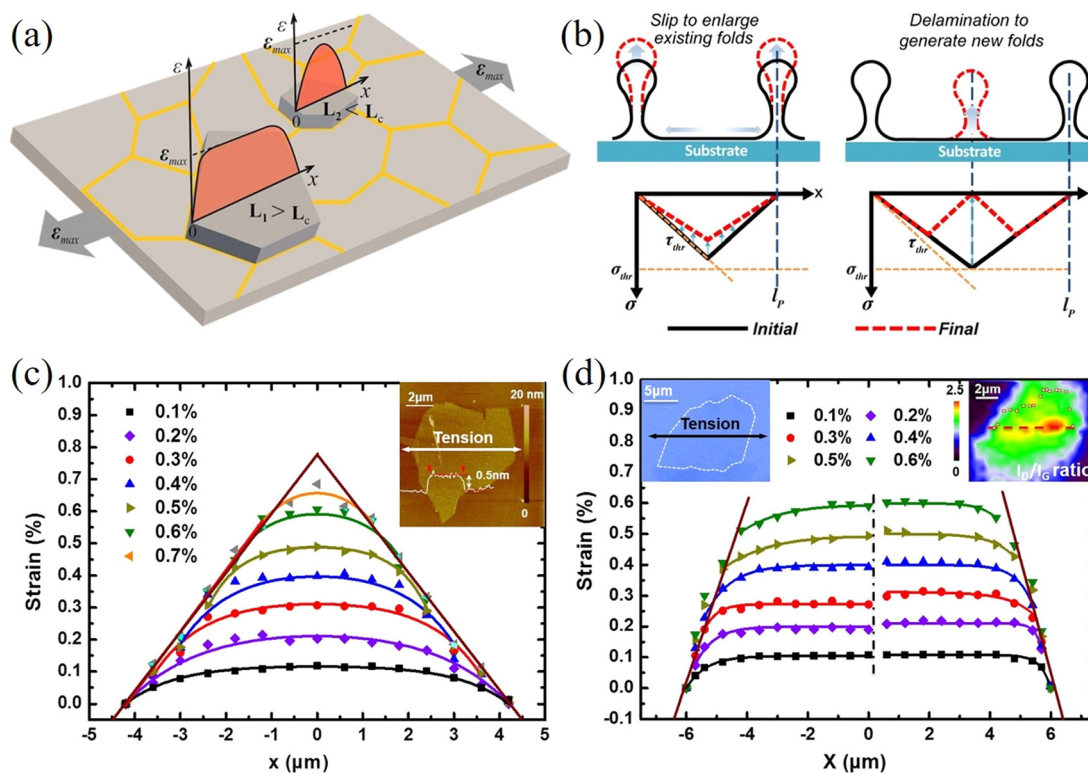 (a)
ε
ε_max
ε_max
x
0
L₂ < L_c
ε
ε_max
x
0
L₁ > L_c
ε_max
(b)
Slip to enlarge
existing folds
Substrate
x
τ_thr
σ_thr
σ
l_P
Delamination to
generate new folds
Substrate
x
τ_thr
σ_thr
σ
l_P
Initial
Final
(c)
Strain (%)
1.0
0.9
0.8
0.7
0.6
0.5
0.4
0.3
0.2
0.1
0.0
0.1%
0.2%
0.3%
0.4%
0.5%
0.6%
0.7%
2μm
20 nm
Tension
0.5nm
0
-5 -4 -3 -2 -1 0 1 2 3 4 5
x (μm)
(d)
Strain (%)
1.0
0.9
0.8
0.7
0.6
0.5
0.4
0.3
0.2
0.1
0.0
-0.1
5μm
Tension
0.1% 0.2%
0.3% 0.4%
0.5% 0.6%
2.5
2μm
0
I_D/I_G ratio
-6 -4 -2 0 2 4 6
X (μm)